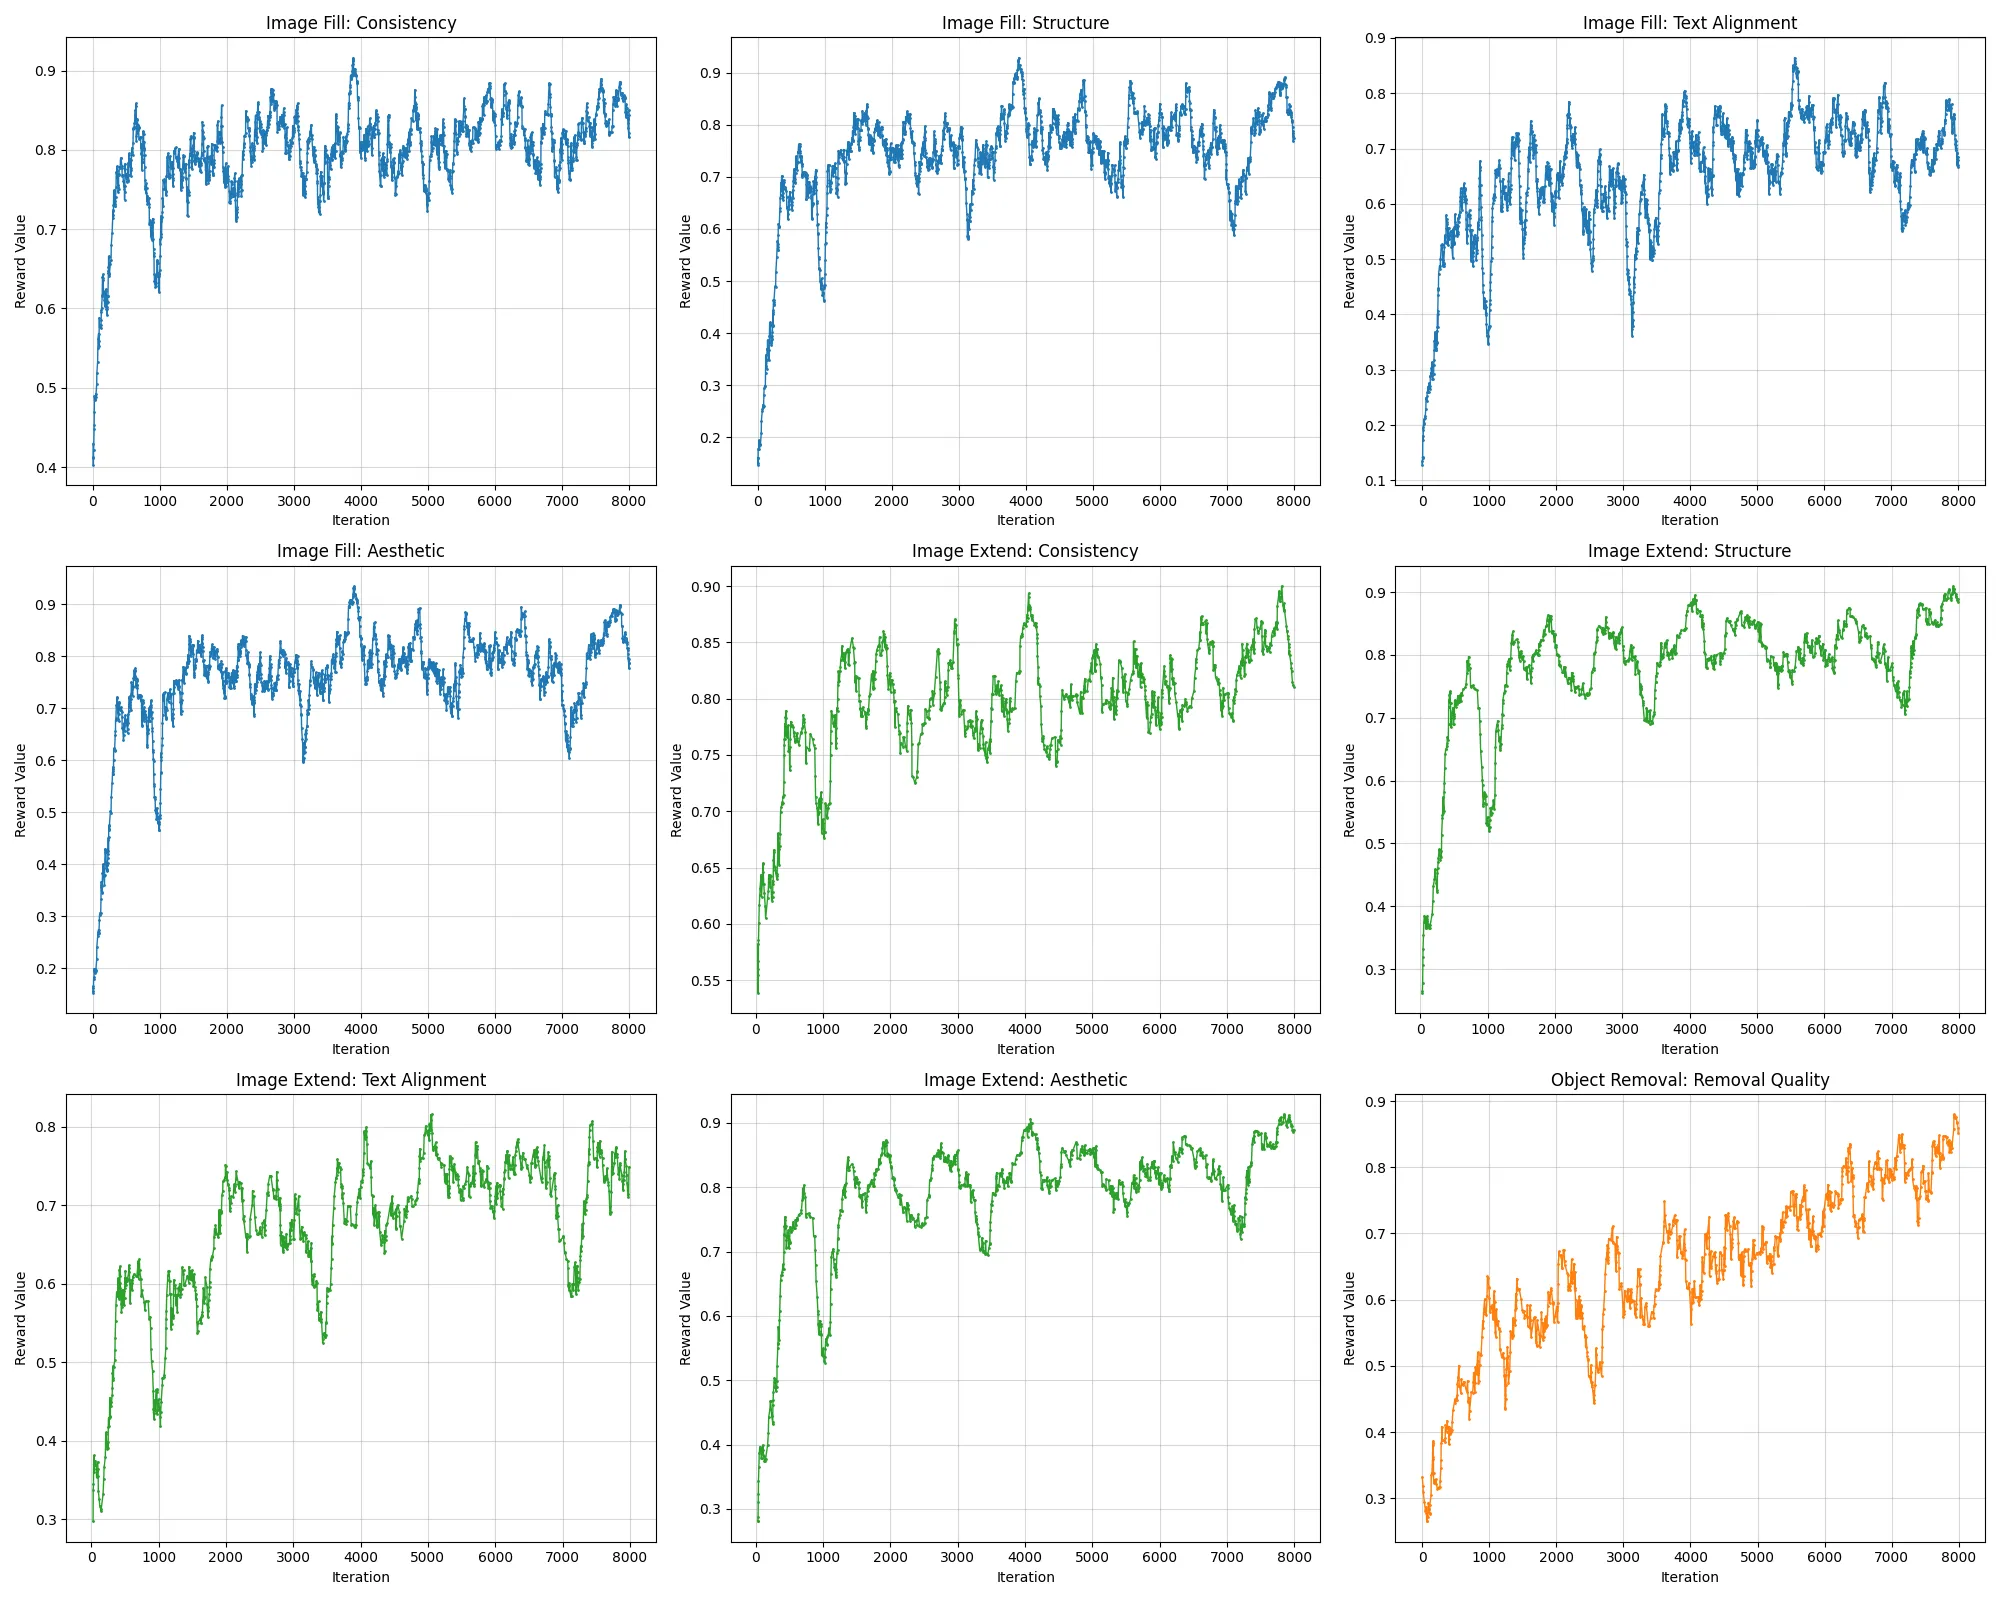 Image Fill: Consistency
Reward Value
0.9
0.8
0.7
0.6
0.5
0.4
0 1000 2000 3000 4000 5000 6000 7000 8000
Iteration
Image Fill: Structure
Reward Value
0.9
0.8
0.7
0.6
0.5
0.4
0.3
0.2
0 1000 2000 3000 4000 5000 6000 7000 8000
Iteration
Image Fill: Text Alignment
Reward Value
0.9
0.8
0.7
0.6
0.5
0.4
0.3
0.2
0.1
0 1000 2000 3000 4000 5000 6000 7000 8000
Iteration
Image Fill: Aesthetic
Reward Value
0.9
0.8
0.7
0.6
0.5
0.4
0.3
0.2
0 1000 2000 3000 4000 5000 6000 7000 8000
Iteration
Image Extend: Consistency
Reward Value
0.90
0.85
0.80
0.75
0.70
0.65
0.60
0.55
0 1000 2000 3000 4000 5000 6000 7000 8000
Iteration
Image Extend: Structure
Reward Value
0.9
0.8
0.7
0.6
0.5
0.4
0.3
0 1000 2000 3000 4000 5000 6000 7000 8000
Iteration
Image Extend: Text Alignment
Reward Value
0.8
0.7
0.6
0.5
0.4
0.3
0 1000 2000 3000 4000 5000 6000 7000 8000
Iteration
Image Extend: Aesthetic
Reward Value
0.9
0.8
0.7
0.6
0.5
0.4
0.3
0 1000 2000 3000 4000 5000 6000 7000 8000
Iteration
Object Removal: Removal Quality
Reward Value
0.9
0.8
0.7
0.6
0.5
0.4
0.3
0 1000 2000 3000 4000 5000 6000 7000 8000
Iteration